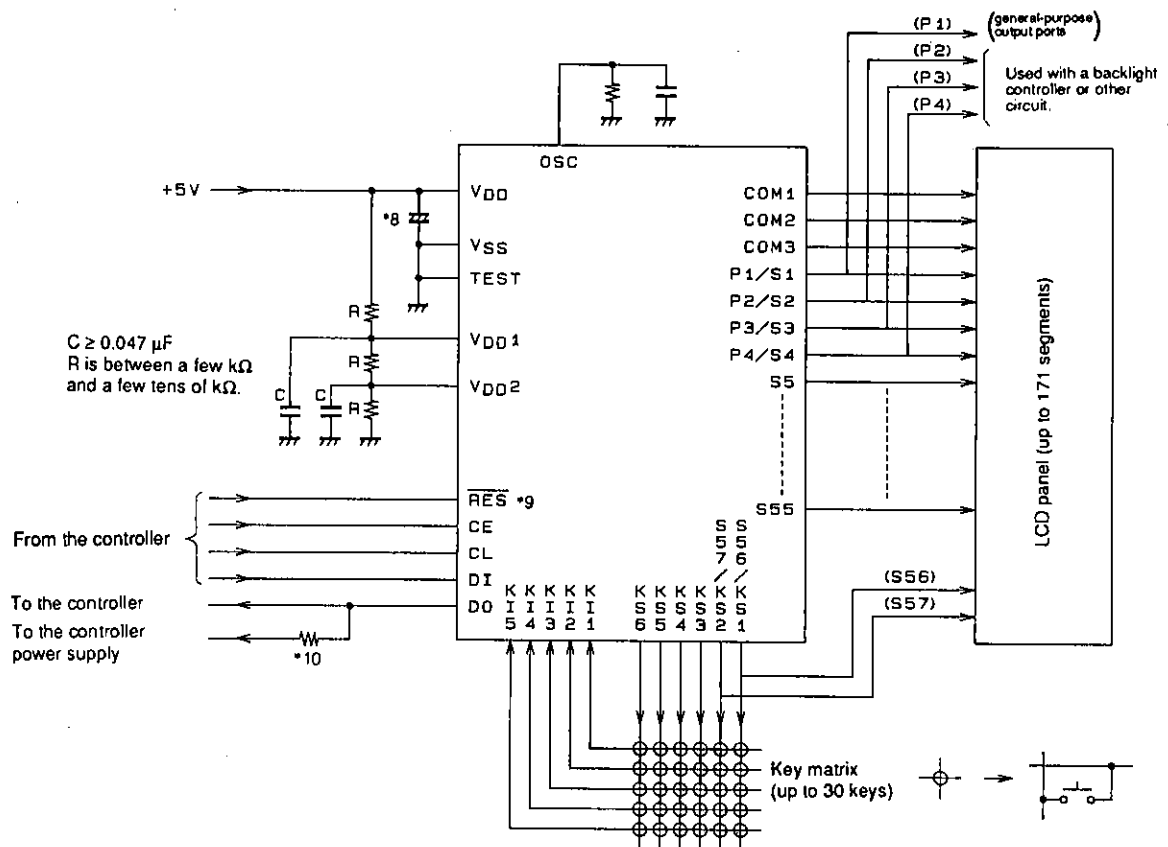 (P1)
(general-purpose
output ports)
(P2)
(P3)
(P4)
Used with a backlight
controller or other
circuit.
OSC
+5V
VDD
*8
VSS
TEST
R
VDD1
R
VDD2
R
C
C
C ≥ 0.047 μF
R is between a few kΩ
and a few tens of kΩ.
COM1
COM2
COM3
P1/S1
P2/S2
P3/S3
P4/S4
S5
S55
LCD panel (up to 171 segments)
From the controller
RES *9
CE
CL
DI
DO
To the controller
To the controller
power supply
*10
KI5
KI4
KI3
KI2
KI1
KS6
KS5
KS4
KS3
S57/KS2
S56/KS1
(S56)
(S57)
Key matrix
(up to 30 keys)